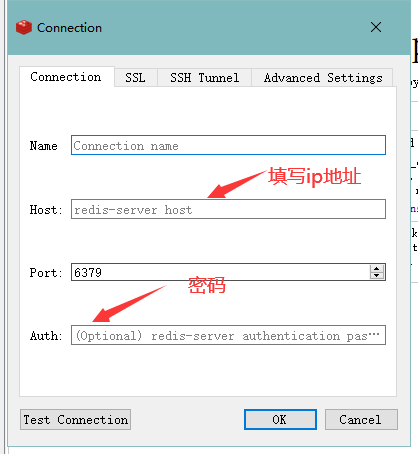 Connection
Connection SSL SSH Tunnel Advanced Settings
Name Connection name
填写ip地址
Host: redis-server host
Port: 6379
密码
Auth: (Optional) redis-server authentication pas…
Test Connection OK Cancel